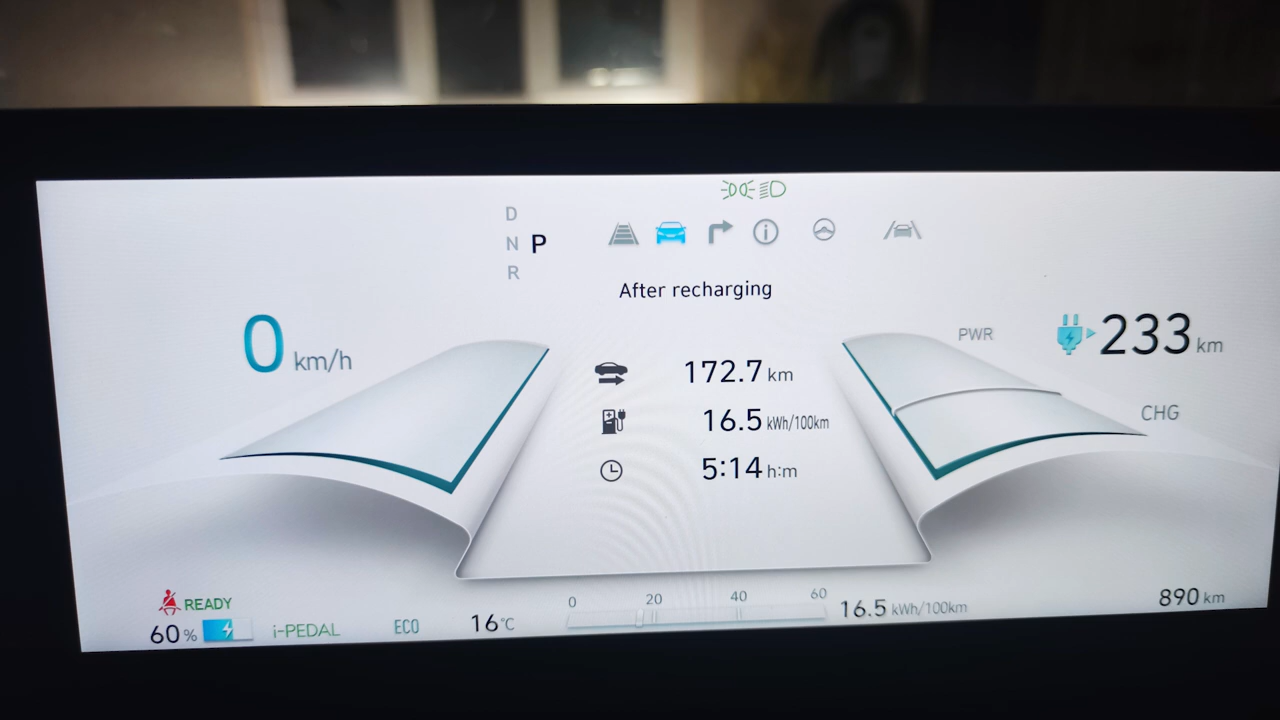 D
N P
R
After recharging
0 km/h
PWR
233 km
172.7 km
CHG
16.5 kWh/100km
5:14 h:m
READY
0 20 40 60
60% i-PEDAL ECO 16°C
16.5 kWh/100km
890 km